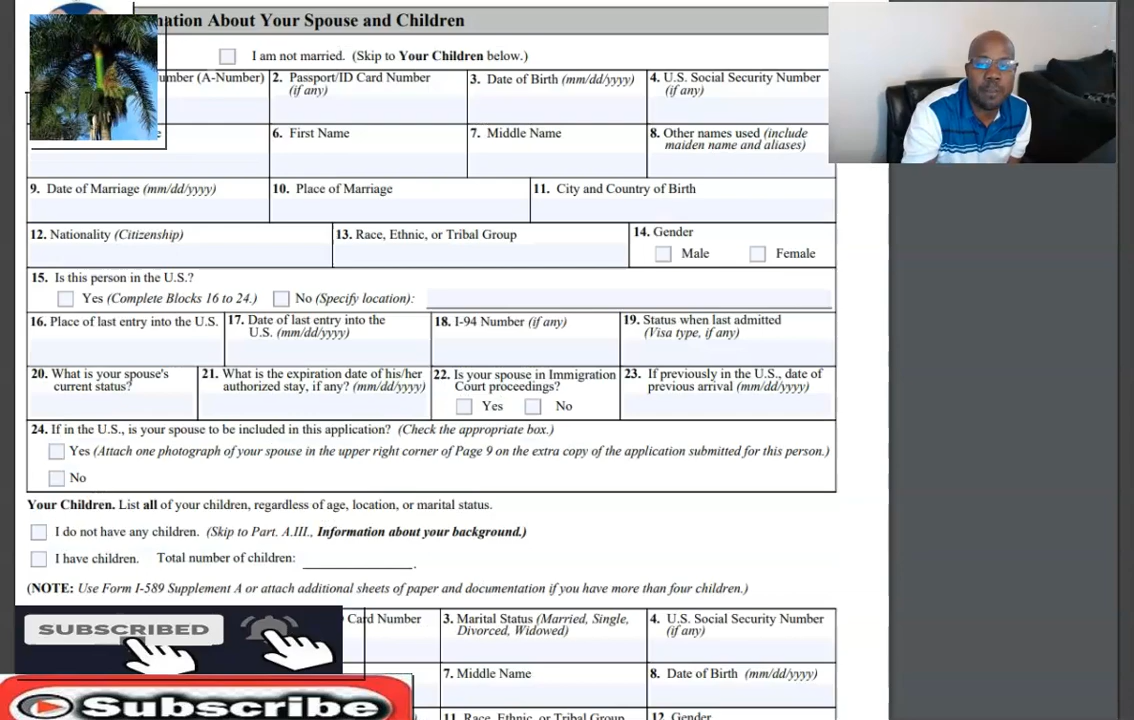 mation About Your Spouse and Children
I am not married. (Skip to Your Children below.)
umber (A-Number)
2. Passport/ID Card Number
(if any)
3. Date of Birth (mm/dd/yyyy)
4. U.S. Social Security Number
(if any)
6. First Name
7. Middle Name
8. Other names used (include
maiden name and aliases)
9. Date of Marriage (mm/dd/yyyy)
10. Place of Marriage
11. City and Country of Birth
12. Nationality (Citizenship)
13. Race, Ethnic, or Tribal Group
14. Gender
Male Female
15. Is this person in the U.S.?
Yes (Complete Blocks 16 to 24.) No (Specify location):
16. Place of last entry into the U.S.
17. Date of last entry into the
U.S. (mm/dd/yyyy)
18. I-94 Number (if any)
19. Status when last admitted
(Visa type, if any)
20. What is your spouse's
current status?
21. What is the expiration date of his/her
authorized stay, if any? (mm/dd/yyyy)
22. Is your spouse in Immigration
Court proceedings?
Yes No
23. If previously in the U.S., date of
previous arrival (mm/dd/yyyy)
24. If in the U.S., is your spouse to be included in this application? (Check the appropriate box.)
Yes (Attach one photograph of your spouse in the upper right corner of Page 9 on the extra copy of the application submitted for this person.)
No
Your Children. List all of your children, regardless of age, location, or marital status.
I do not have any children. (Skip to Part. A.III., Information about your background.)
I have children. Total number of children: .
(NOTE: Use Form I-589 Supplement A or attach additional sheets of paper and documentation if you have more than four children.)
Card Number
3. Marital Status (Married, Single,
Divorced, Widowed)
4. U.S. Social Security Number
(if any)
SUBSCRIBED
7. Middle Name
8. Date of Birth (mm/dd/yyyy)
Subscribe
11. Race, Ethnic, or Tribal Group
12. Gender